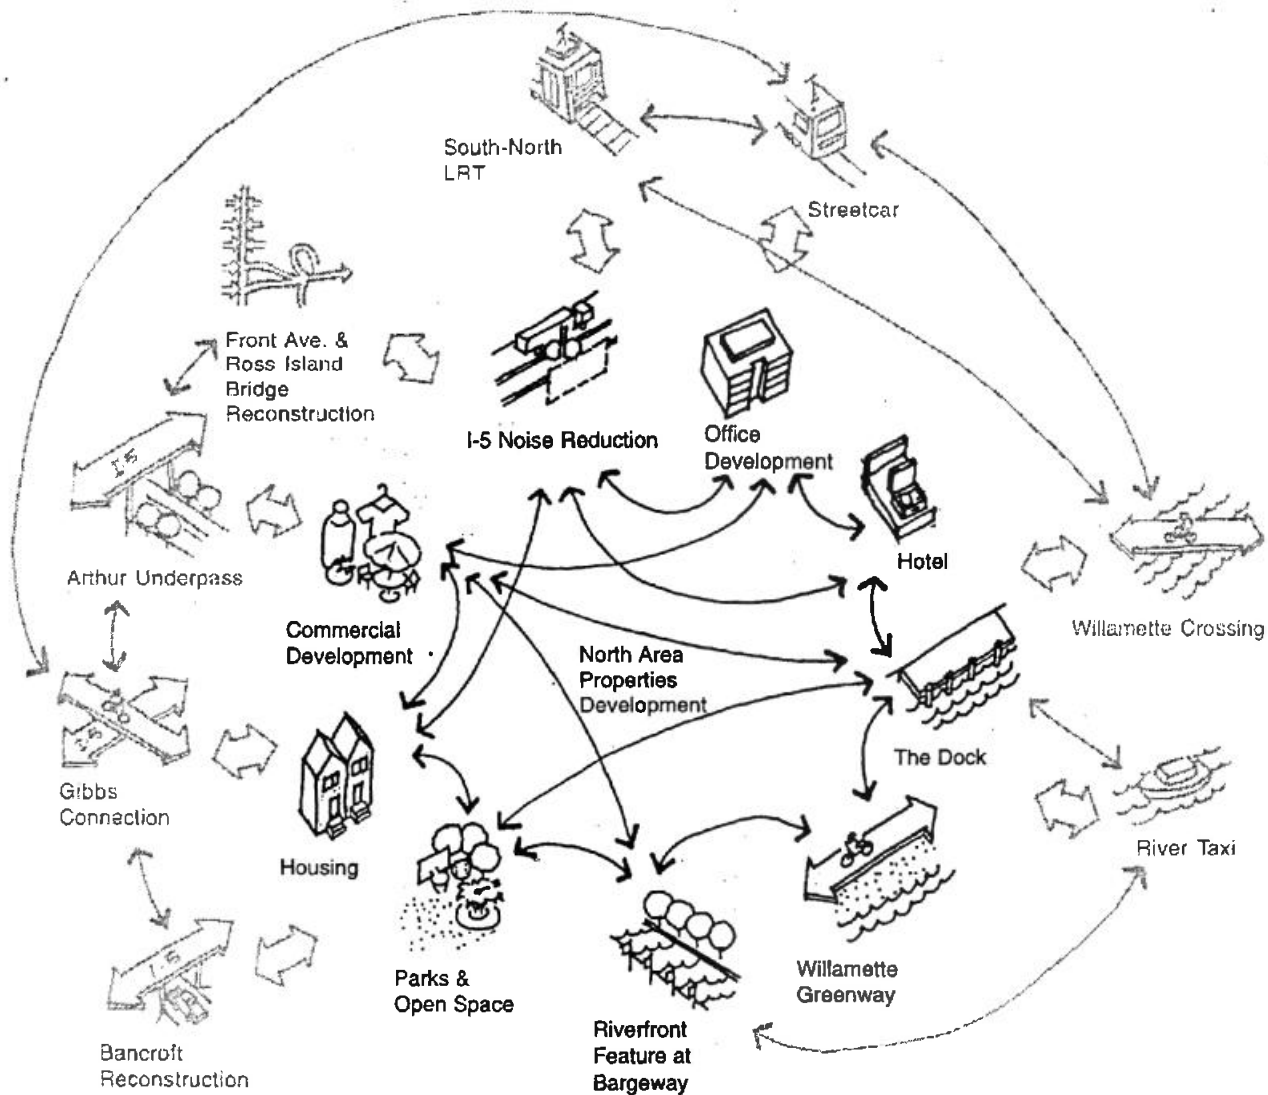 South-North
LRT
Streetcar
Front Ave. &
Ross Island
Bridge
Reconstruction
I-5 Noise Reduction
Office
Development
I-5
Arthur Underpass
Hotel
Willamette Crossing
Commercial
Development
North Area
Properties
Development
The Dock
I-5
Gibbs
Connection
Housing
River Taxi
I-5
Parks &
Open Space
Willamette
Greenway
Riverfront
Feature at
Bargeway
Bancroft
Reconstruction